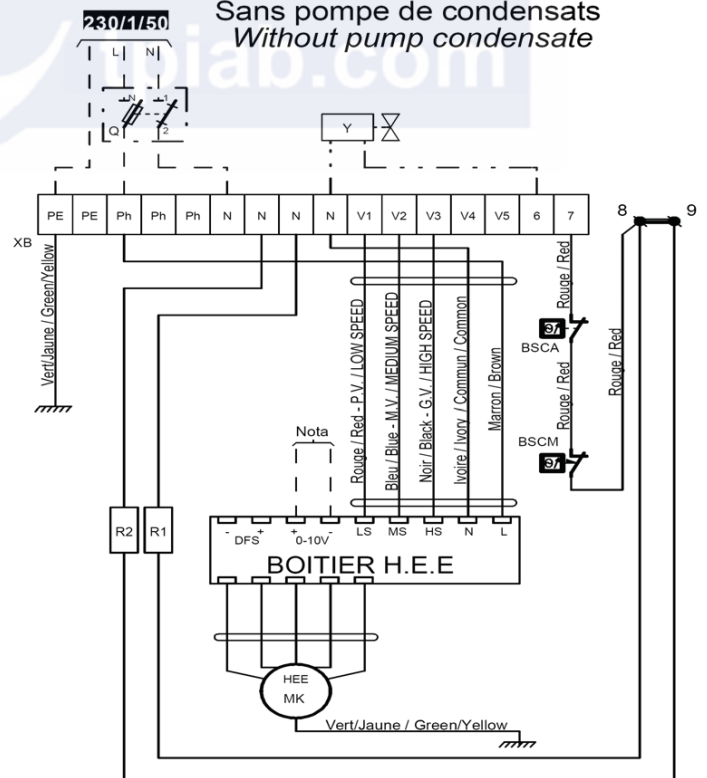 230/1/50
Sans pompe de condensats
Without pump condensate
tpiab.com
L N
N 1
Q 2
Y
PE PE Ph Ph Ph N N N N V1 V2 V3 V4 V5 6 7
8 9
XB
Vert/Jaune / Green/Yellow
Rouge / Red - P.V. / LOW SPEED
Bleu / Blue - M.V. / MEDIUM SPEED
Noir / Black - G.V. / HIGH SPEED
Ivoire / Ivory / Commun / Common
Marron / Brown
Rouge / Red
BSCA
Rouge / Red
BSCM
Rouge / Red
Nota
R2 R1
- + + - LS MS HS N L
DFS 0-10V
BOITIER H.E.E
HEE
MK
Vert/Jaune / Green/Yellow